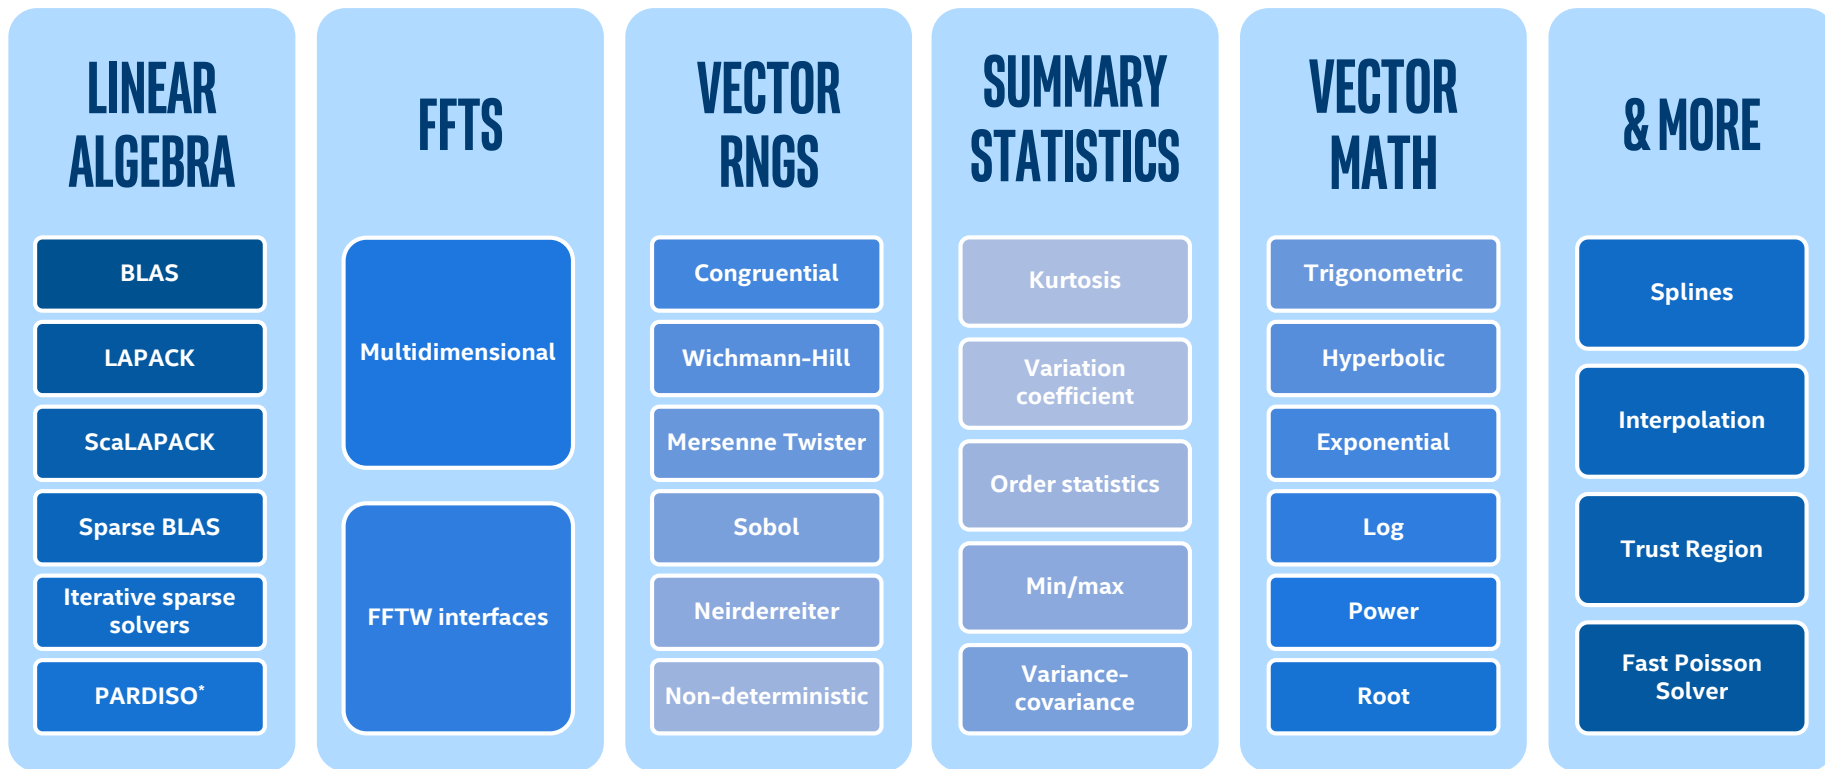 LINEAR
ALGEBRA
BLAS
LAPACK
ScaLAPACK
Sparse BLAS
Iterative sparse
solvers
PARDISO*
FFTS
Multidimensional
FFTW interfaces
VECTOR
RNGS
Congruential
Wichmann-Hill
Mersenne Twister
Sobol
Neirderreiter
Non-deterministic
SUMMARY
STATISTICS
Kurtosis
Variation
coefficient
Order statistics
Min/max
Variance-
covariance
VECTOR
MATH
Trigonometric
Hyperbolic
Exponential
Log
Power
Root
& MORE
Splines
Interpolation
Trust Region
Fast Poisson
Solver